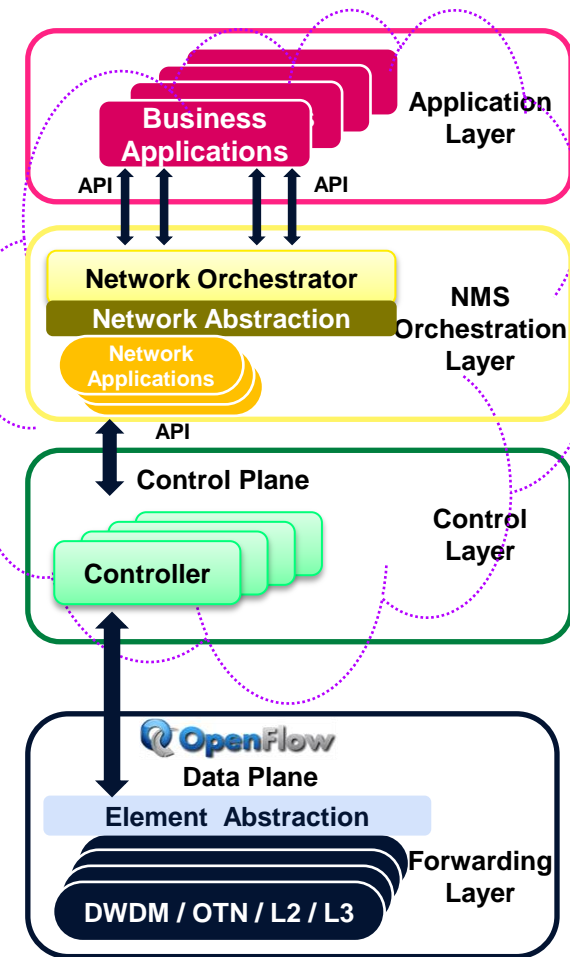 Business
Applications
s
Application
Layer
API
API
Network Orchestrator
Network Abstraction
Network
Applications
NMS
Orchestration
Layer
API
Control Plane
Controller
Control
Layer
OpenFlow
Data Plane
Element Abstraction
Forwarding
Layer
DWDM / OTN / L2 / L3